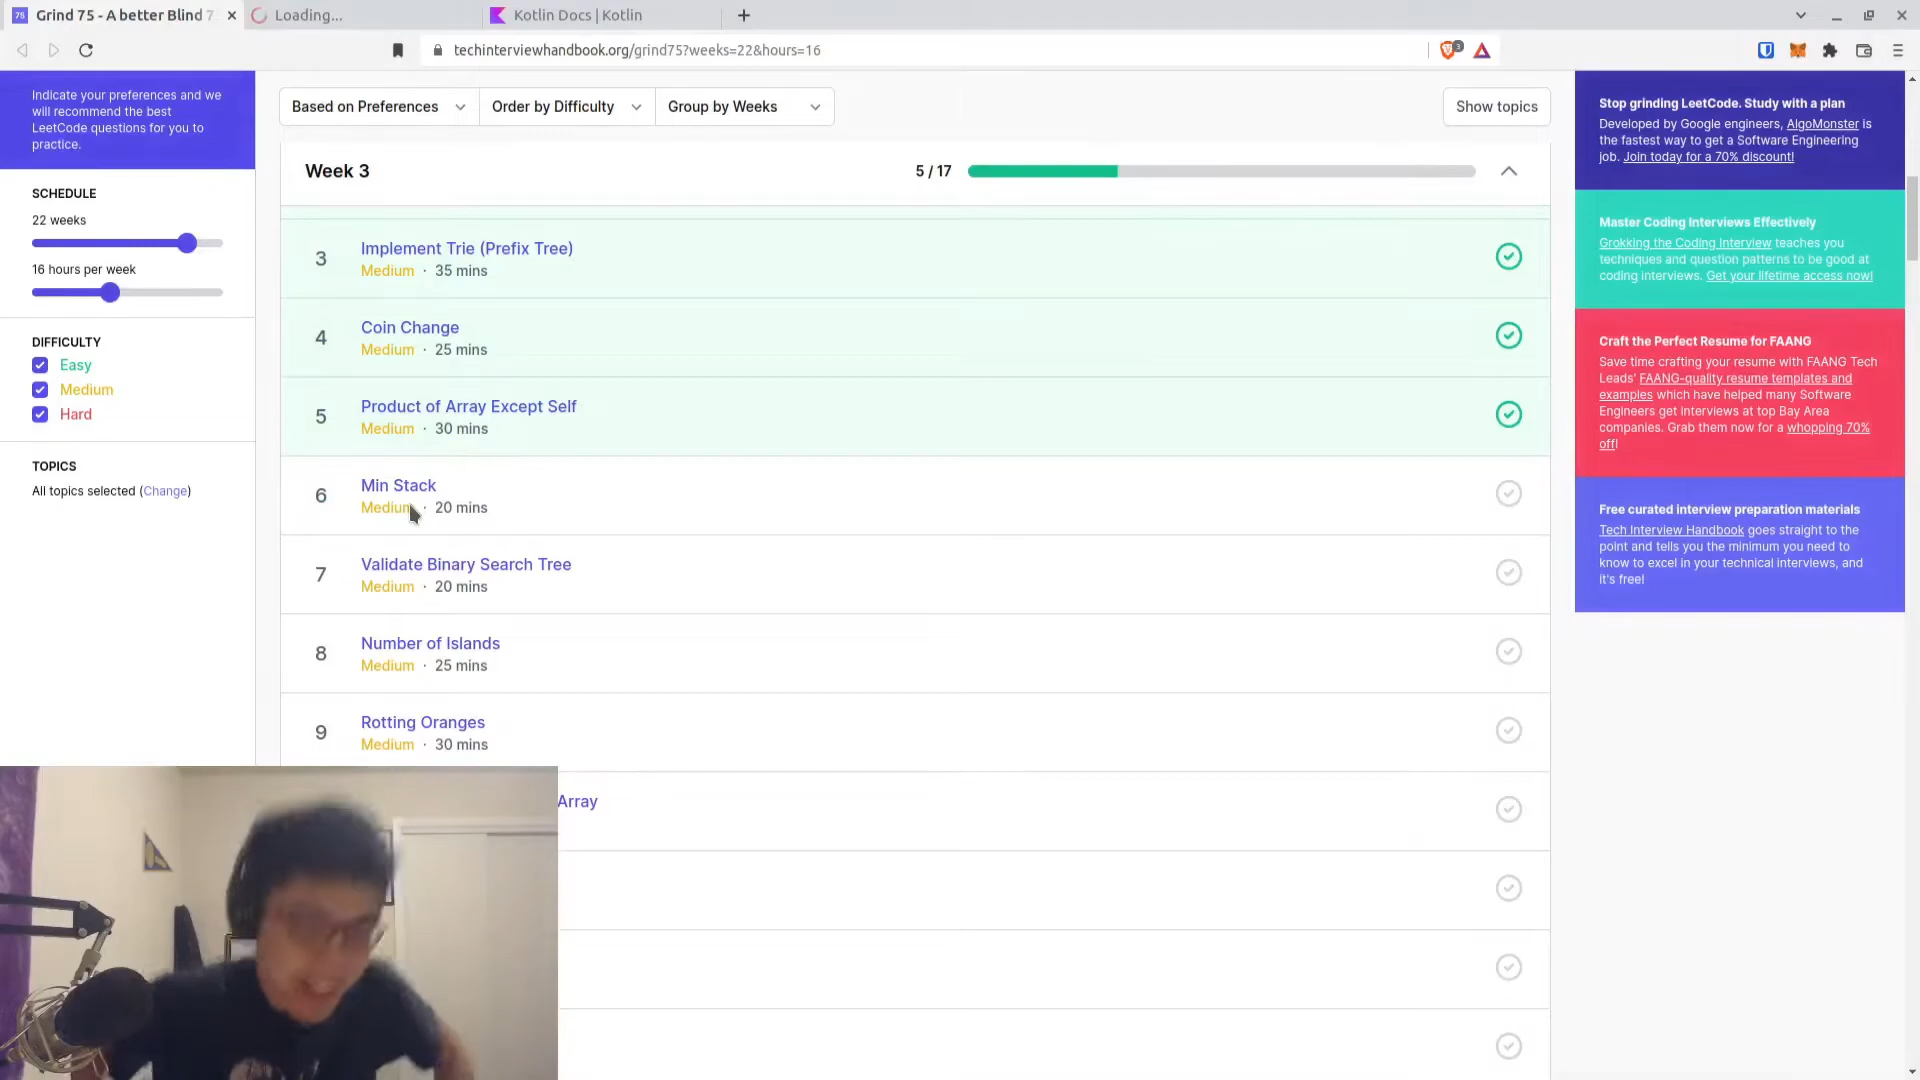 Grind 75 - A better Blind 7
Loading...
Kotlin Docs | Kotlin
techinterviewhandbook.org/grind75?weeks=22&hours=16
3
Indicate your preferences and we
will recommend the best
LeetCode questions for you to
practice.
SCHEDULE
22 weeks
16 hours per week
DIFFICULTY
Easy
Medium
Hard
TOPICS
All topics selected (Change)
Based on Preferences
Order by Difficulty
Group by Weeks
Show topics
Week 3
5 / 17
3
Implement Trie (Prefix Tree)
Medium · 35 mins
4
Coin Change
Medium · 25 mins
5
Product of Array Except Self
Medium · 30 mins
6
Min Stack
Medium · 20 mins
7
Validate Binary Search Tree
Medium · 20 mins
8
Number of Islands
Medium · 25 mins
9
Rotting Oranges
Medium · 30 mins
Array
Stop grinding LeetCode. Study with a plan
Developed by Google engineers, AlgoMonster is
the fastest way to get a Software Engineering
job. Join today for a 70% discount!
Master Coding Interviews Effectively
Grokking the Coding Interview teaches you
techniques and question patterns to be good at
coding interviews. Get your lifetime access now!
Craft the Perfect Resume for FAANG
Save time crafting your resume with FAANG Tech
Leads' FAANG-quality resume templates and
examples which have helped many Software
Engineers get interviews at top Bay Area
companies. Grab them now for a whopping 70%
off!
Free curated interview preparation materials
Tech Interview Handbook goes straight to the
point and tells you the minimum you need to
know to excel in your technical interviews, and
it's free!